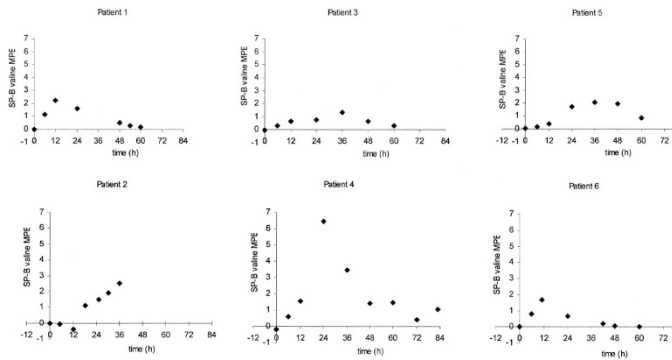 Patient 1
SP-B valine MPE
7
6
5
4
3
2
1
0
-1
0 12 24 36 48 60 72 84
time (h)
Patient 3
SP-B valine MPE
7
6
5
4
3
2
1
0
-1
0 12 24 36 48 60 72 84
time (h)
Patient 5
SP-B valine MPE
7
6
5
4
3
2
1
0
-1
-12 0 12 24 36 48 60 72
time (h)
Patient 2
SP-B valine MPE
7
6
5
4
3
2
1
0
-1
-12 0 12 24 36 48 60 72 84
time (h)
Patient 4
SP-B valine MPE
7
6
5
4
3
2
1
0
-1
0 12 24 36 48 60 72 84
time (h)
Patient 6
SP-B valine MPE
7
6
5
4
3
2
1
0
-1
-12 0 12 24 36 48 60 72
time (h)